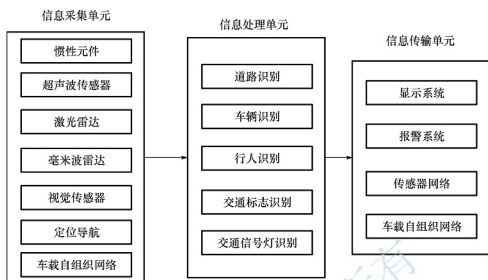 信息采集单元
惯性元件
超声波传感器
激光雷达
毫米波雷达
视觉传感器
定位导航
车载自组织网络
信息处理单元
道路识别
车辆识别
行人识别
交通标志识别
交通信号灯识别
信息传输单元
显示系统
报警系统
传感器网络
车载自组织网络
所有